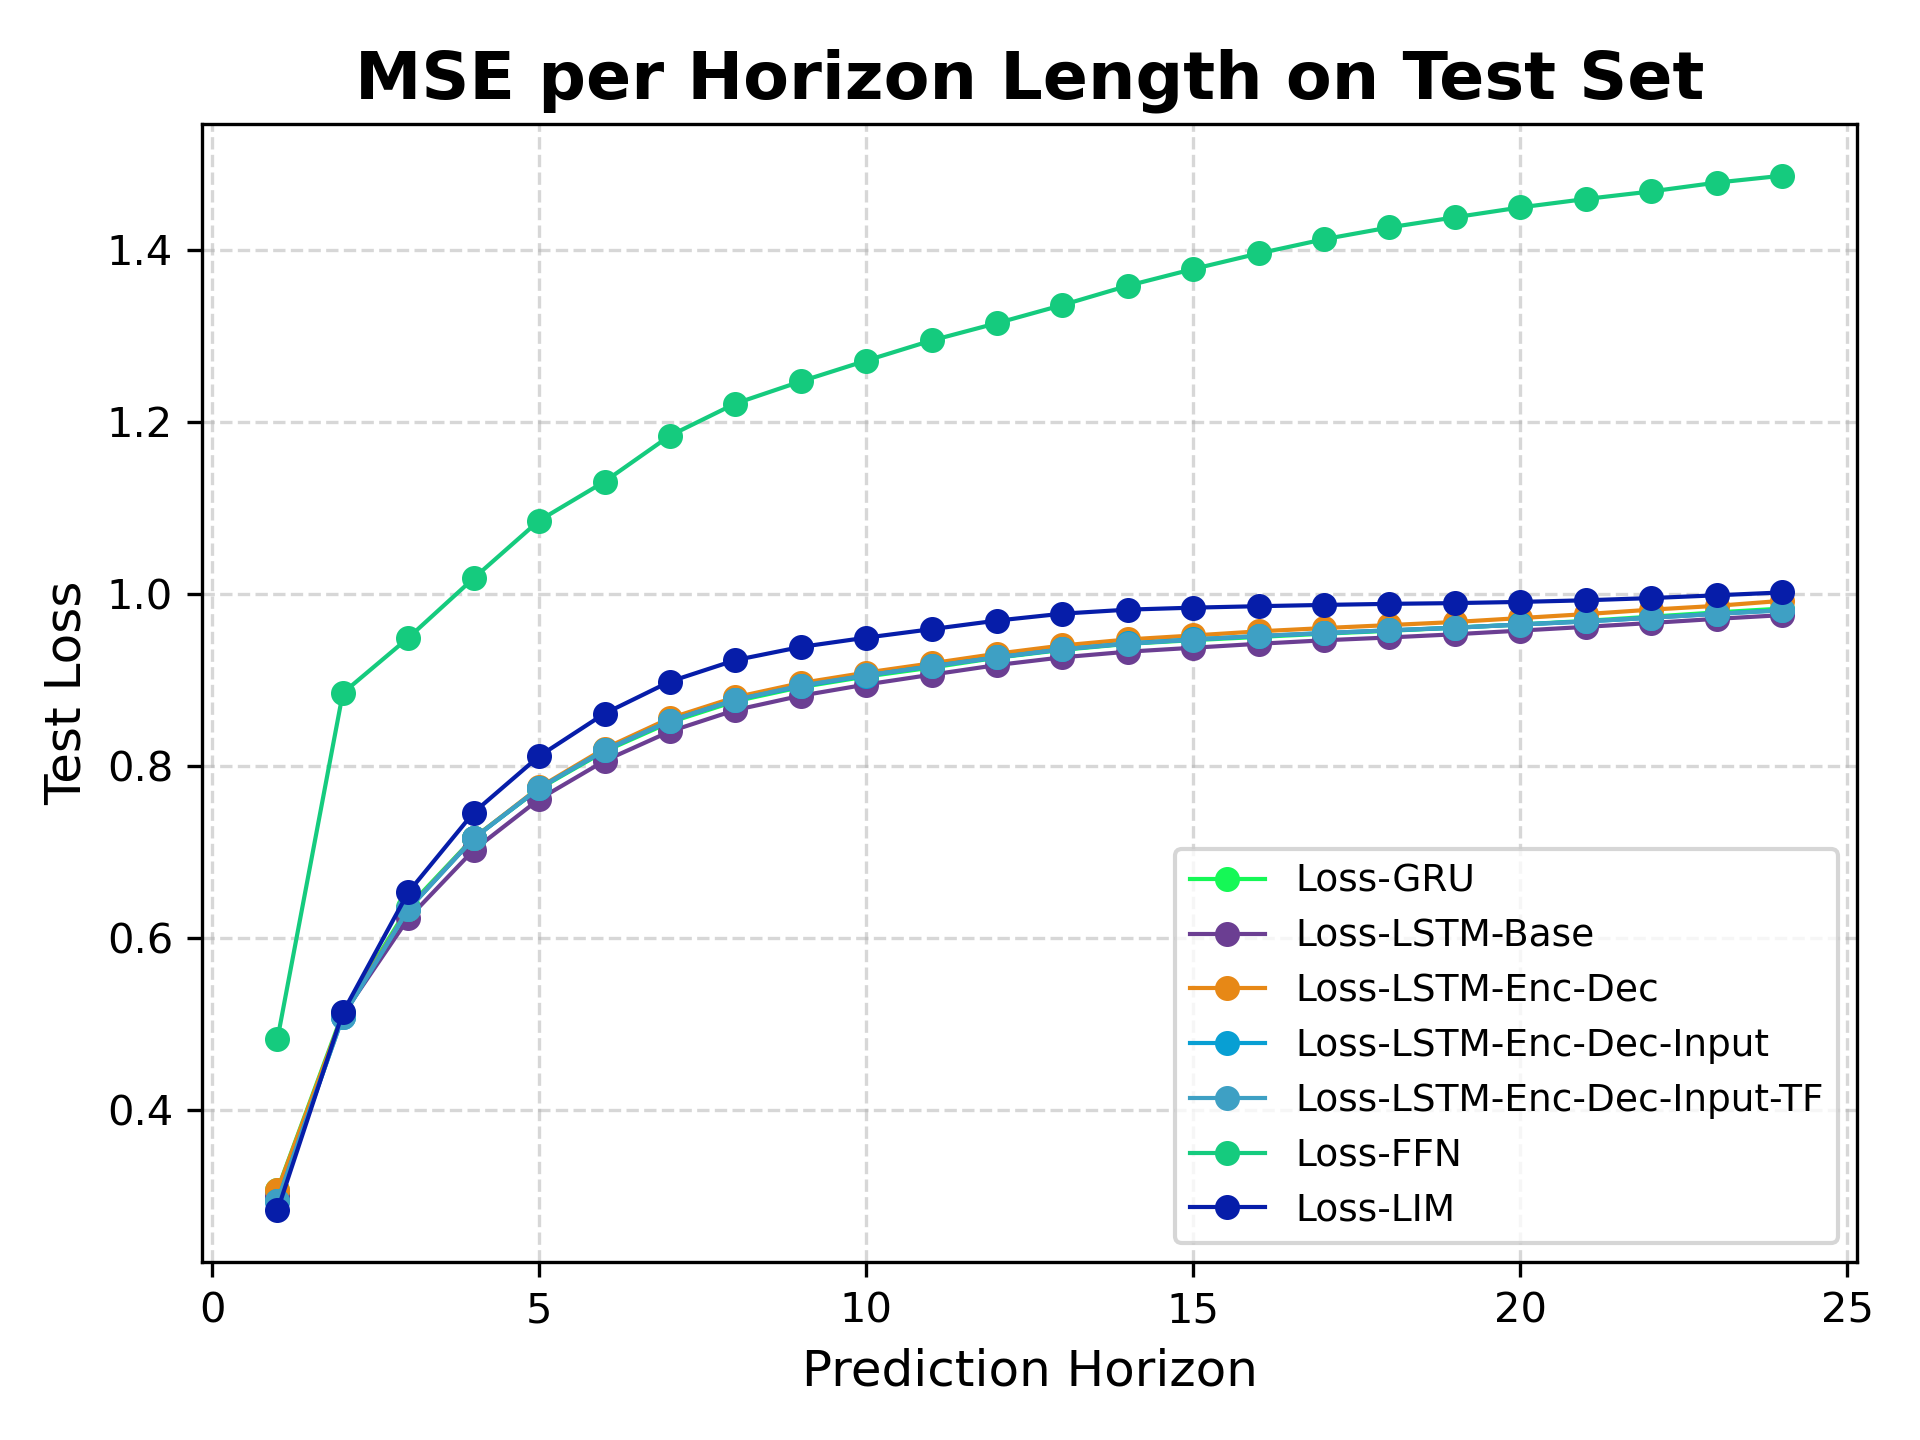 MSE per Horizon Length on Test Set
Test Loss
1.4
1.2
1.0
0.8
0.6
0.4
0
5
10
15
20
25
Prediction Horizon
Loss-GRU
Loss-LSTM-Base
Loss-LSTM-Enc-Dec
Loss-LSTM-Enc-Dec-Input
Loss-LSTM-Enc-Dec-Input-TF
Loss-FFN
Loss-LIM